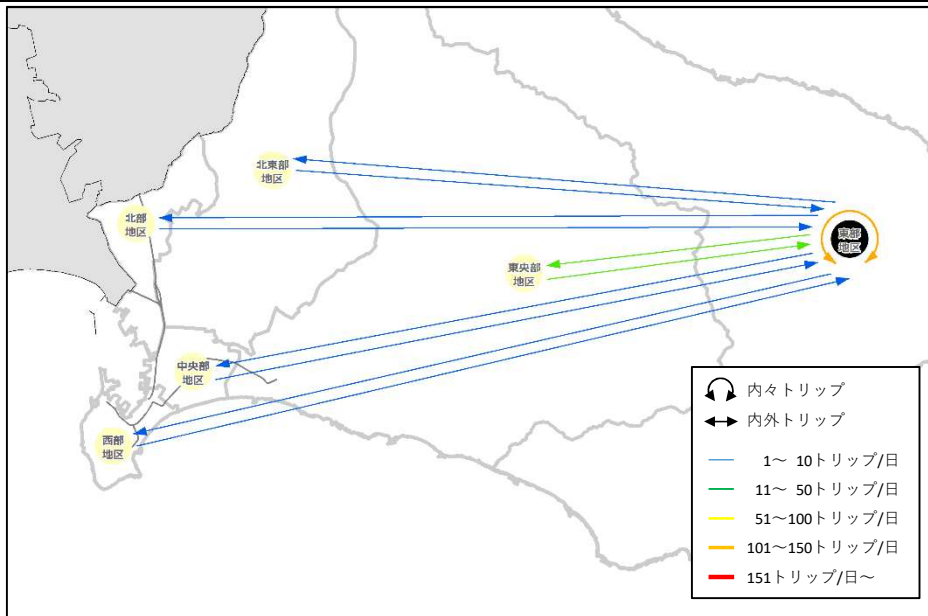 北東部
地区
北部
地区
東部
地区
東央部
地区
中央部
地区
西部
地区
内々トリップ
内外トリップ
1～ 10トリップ/日
11～ 50トリップ/日
51～100トリップ/日
101～150トリップ/日
151トリップ/日～